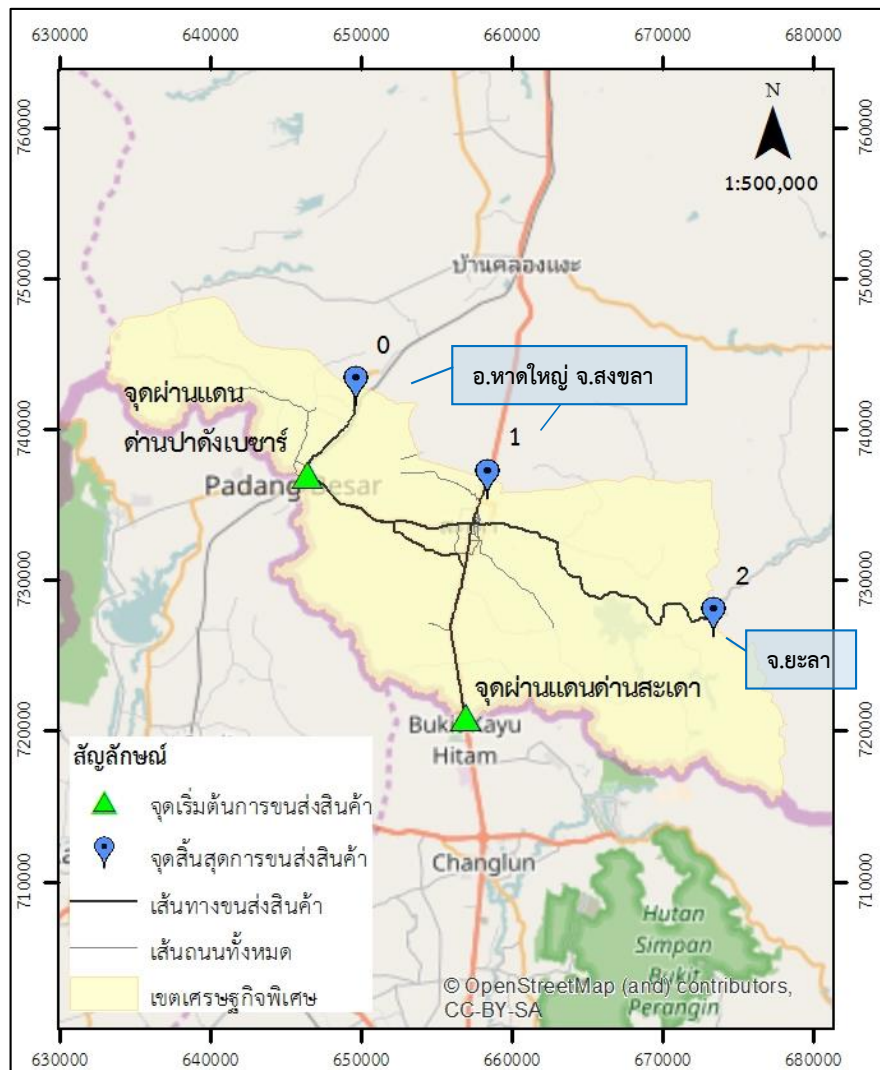 630000 640000 650000 660000 670000 680000
760000
760000
N
1:500,000
750000
750000
บ้านคลองแงะ
0
อ.หาดใหญ่ จ.สงขลา
จุดผ่านแดน
ด่านปาดังเบซาร์
740000
740000
1
Padang Besar
730000
730000
2
จ.ยะลา
จุดผ่านแดนด่านสะเดา
720000
720000
Bukit Kayu
Hitam
สัญลักษณ์
จุดเริ่มต้นการขนส่งสินค้า
จุดสิ้นสุดการขนส่งสินค้า
Changlun
710000
710000
เส้นทางขนส่งสินค้า
เส้นถนนทั้งหมด
เขตเศรษฐกิจพิเศษ
Hutan
Simpan
Bukit
Perangin
© OpenStreetMap (and) contributors,
CC-BY-SA
630000 640000 650000 660000 670000 680000